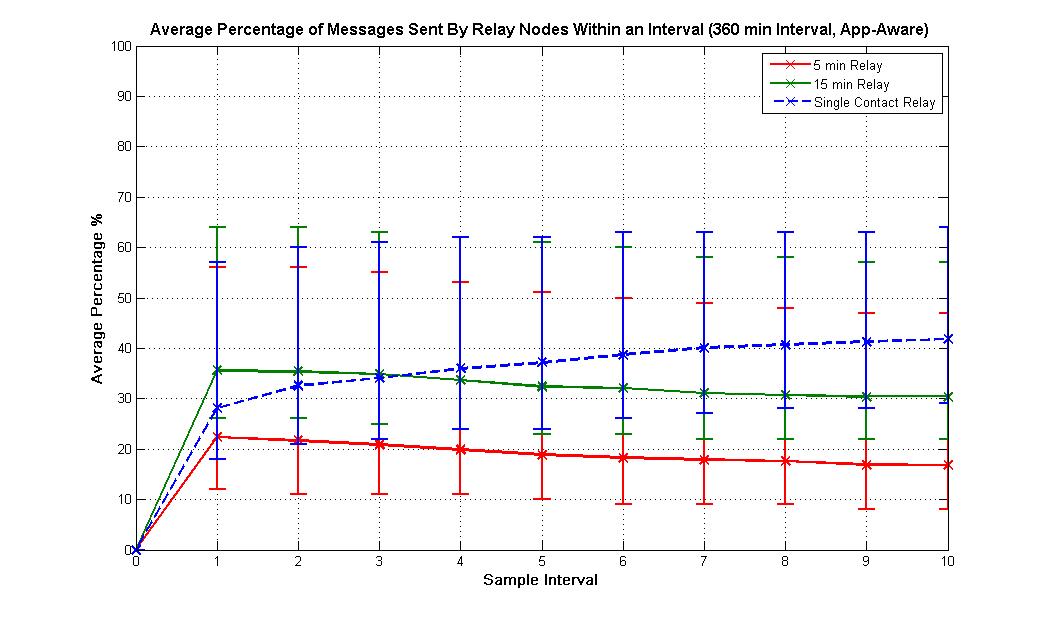 Average Percentage of Messages Sent By Relay Nodes Within an Interval (360 min Interval, App-Aware)
5 min Relay
15 min Relay
Single Contact Relay
Average Percentage %
100
90
80
70
60
50
40
30
20
10
0
0 1 2 3 4 5 6 7 8 9 10
Sample Interval